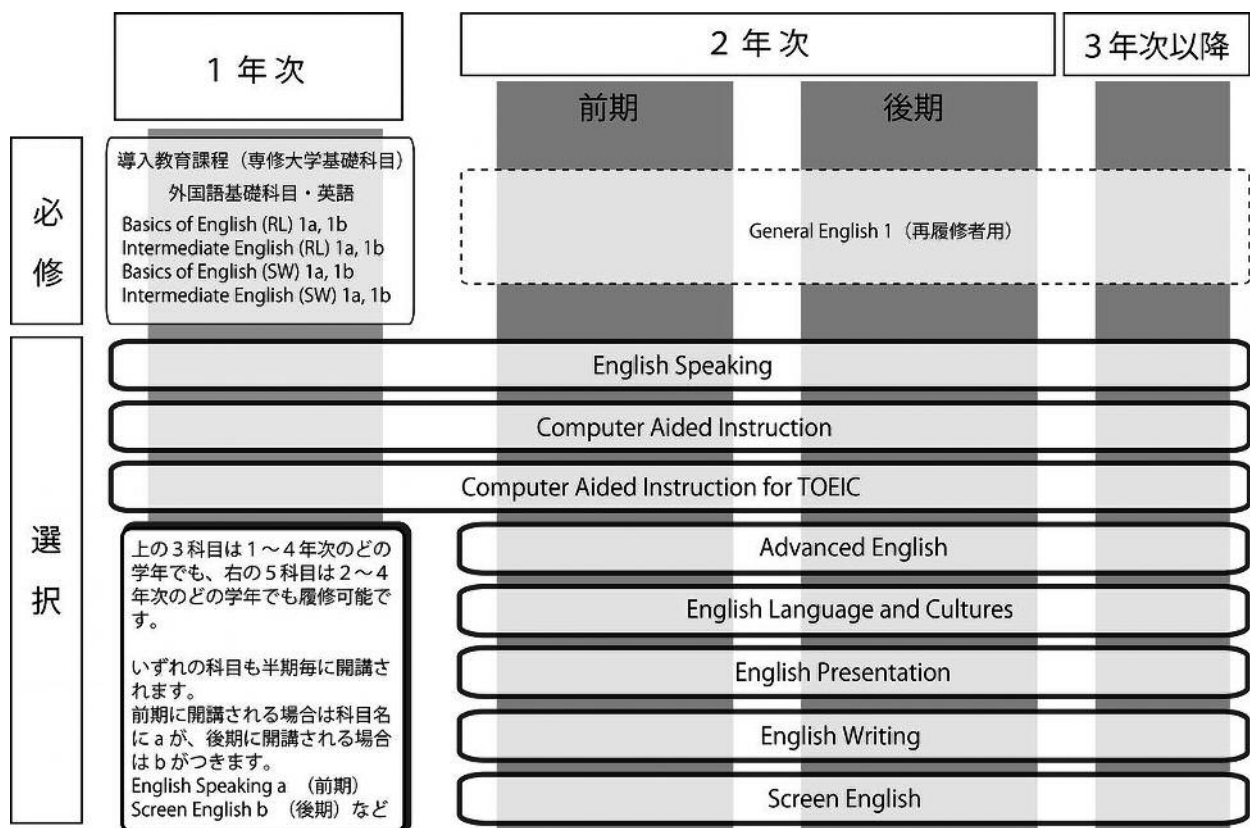 1 年次
2 年次
3年次以降
前期
後期
必修
導入教育課程（専修大学基礎科目）
外国語基礎科目・英語
Basics of English (RL) 1a, 1b
Intermediate English (RL) 1a, 1b
Basics of English (SW) 1a, 1b
Intermediate English (SW) 1a, 1b
General English 1（再履修者用）
選択
English Speaking
Computer Aided Instruction
Computer Aided Instruction for TOEIC
上の３科目は１～４年次のどの
学年でも、右の５科目は２～４
年次のどの学年でも履修可能で
す。
いずれの科目も半期毎に開講さ
れます。
前期に開講される場合は科目名
に a が、後期に開講される場合
は b がつきます。
English Speaking a （前期）
Screen English b （後期）など
Advanced English
English Language and Cultures
English Presentation
English Writing
Screen English